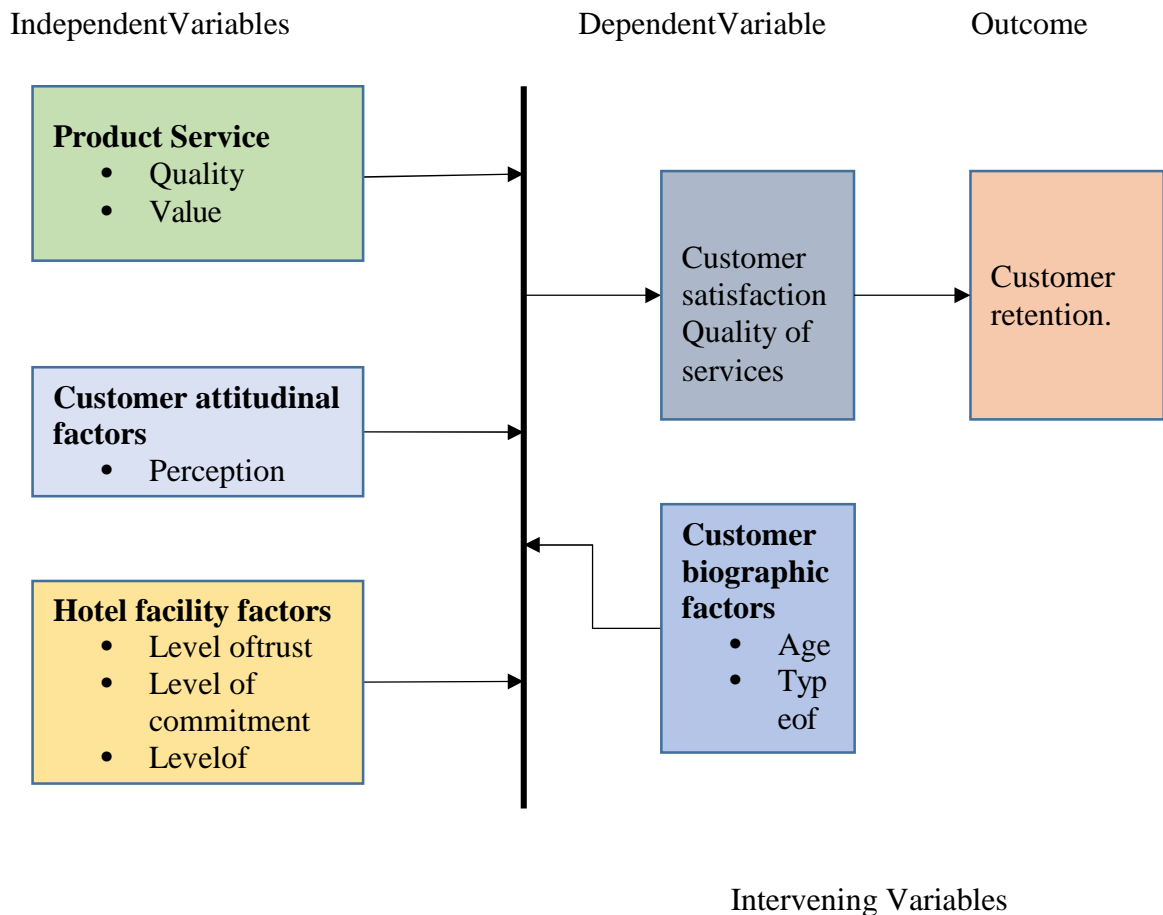 IndependentVariables
DependentVariable
Outcome
Product Service
• Quality
• Value
Customer attitudinal
factors
• Perception
Hotel facility factors
• Level oftrust
• Level of
commitment
• Levelof
Customer
satisfaction
Quality of
services
Customer
retention.
Customer
biographic
factors
• Age
• Typ
eof
Intervening Variables